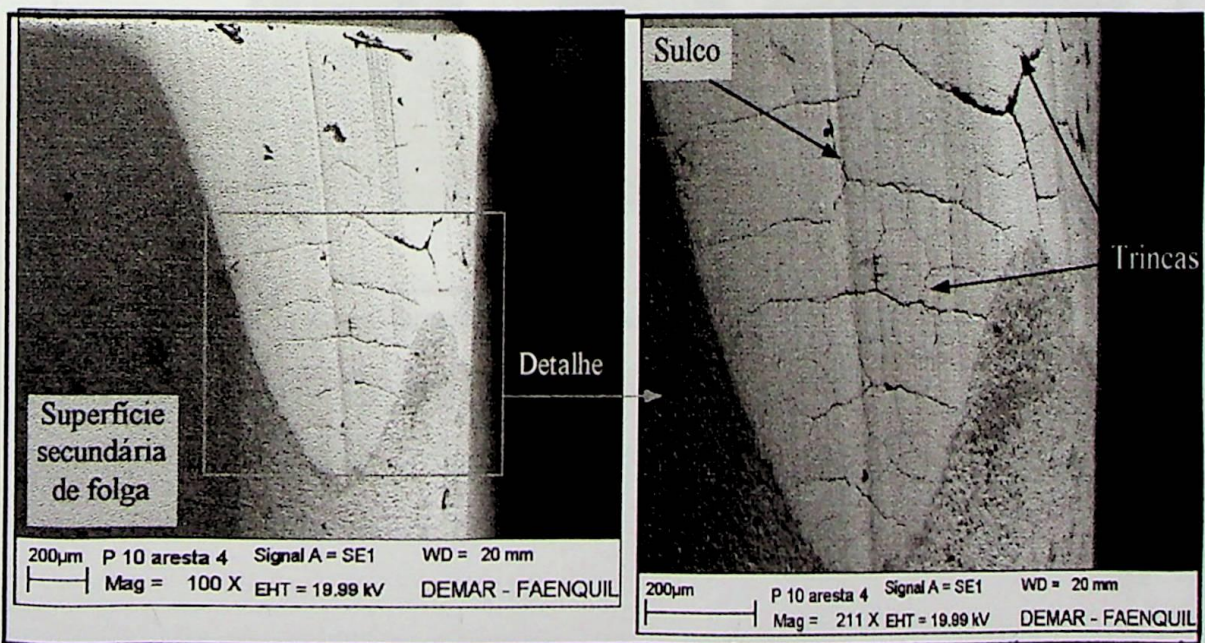 Superfície
secundária
de folga
Detalhe
200µm P 10 aresta 4 Signal A = SE1 WD = 20 mm
Mag = 100 X EHT = 19.99 kV DEMAR - FAENQUIL
Sulco
Trincas
200µm P 10 aresta 4 Signal A = SE1 WD = 20 mm
Mag = 211 X EHT = 19.99 kV DEMAR - FAENQUIL